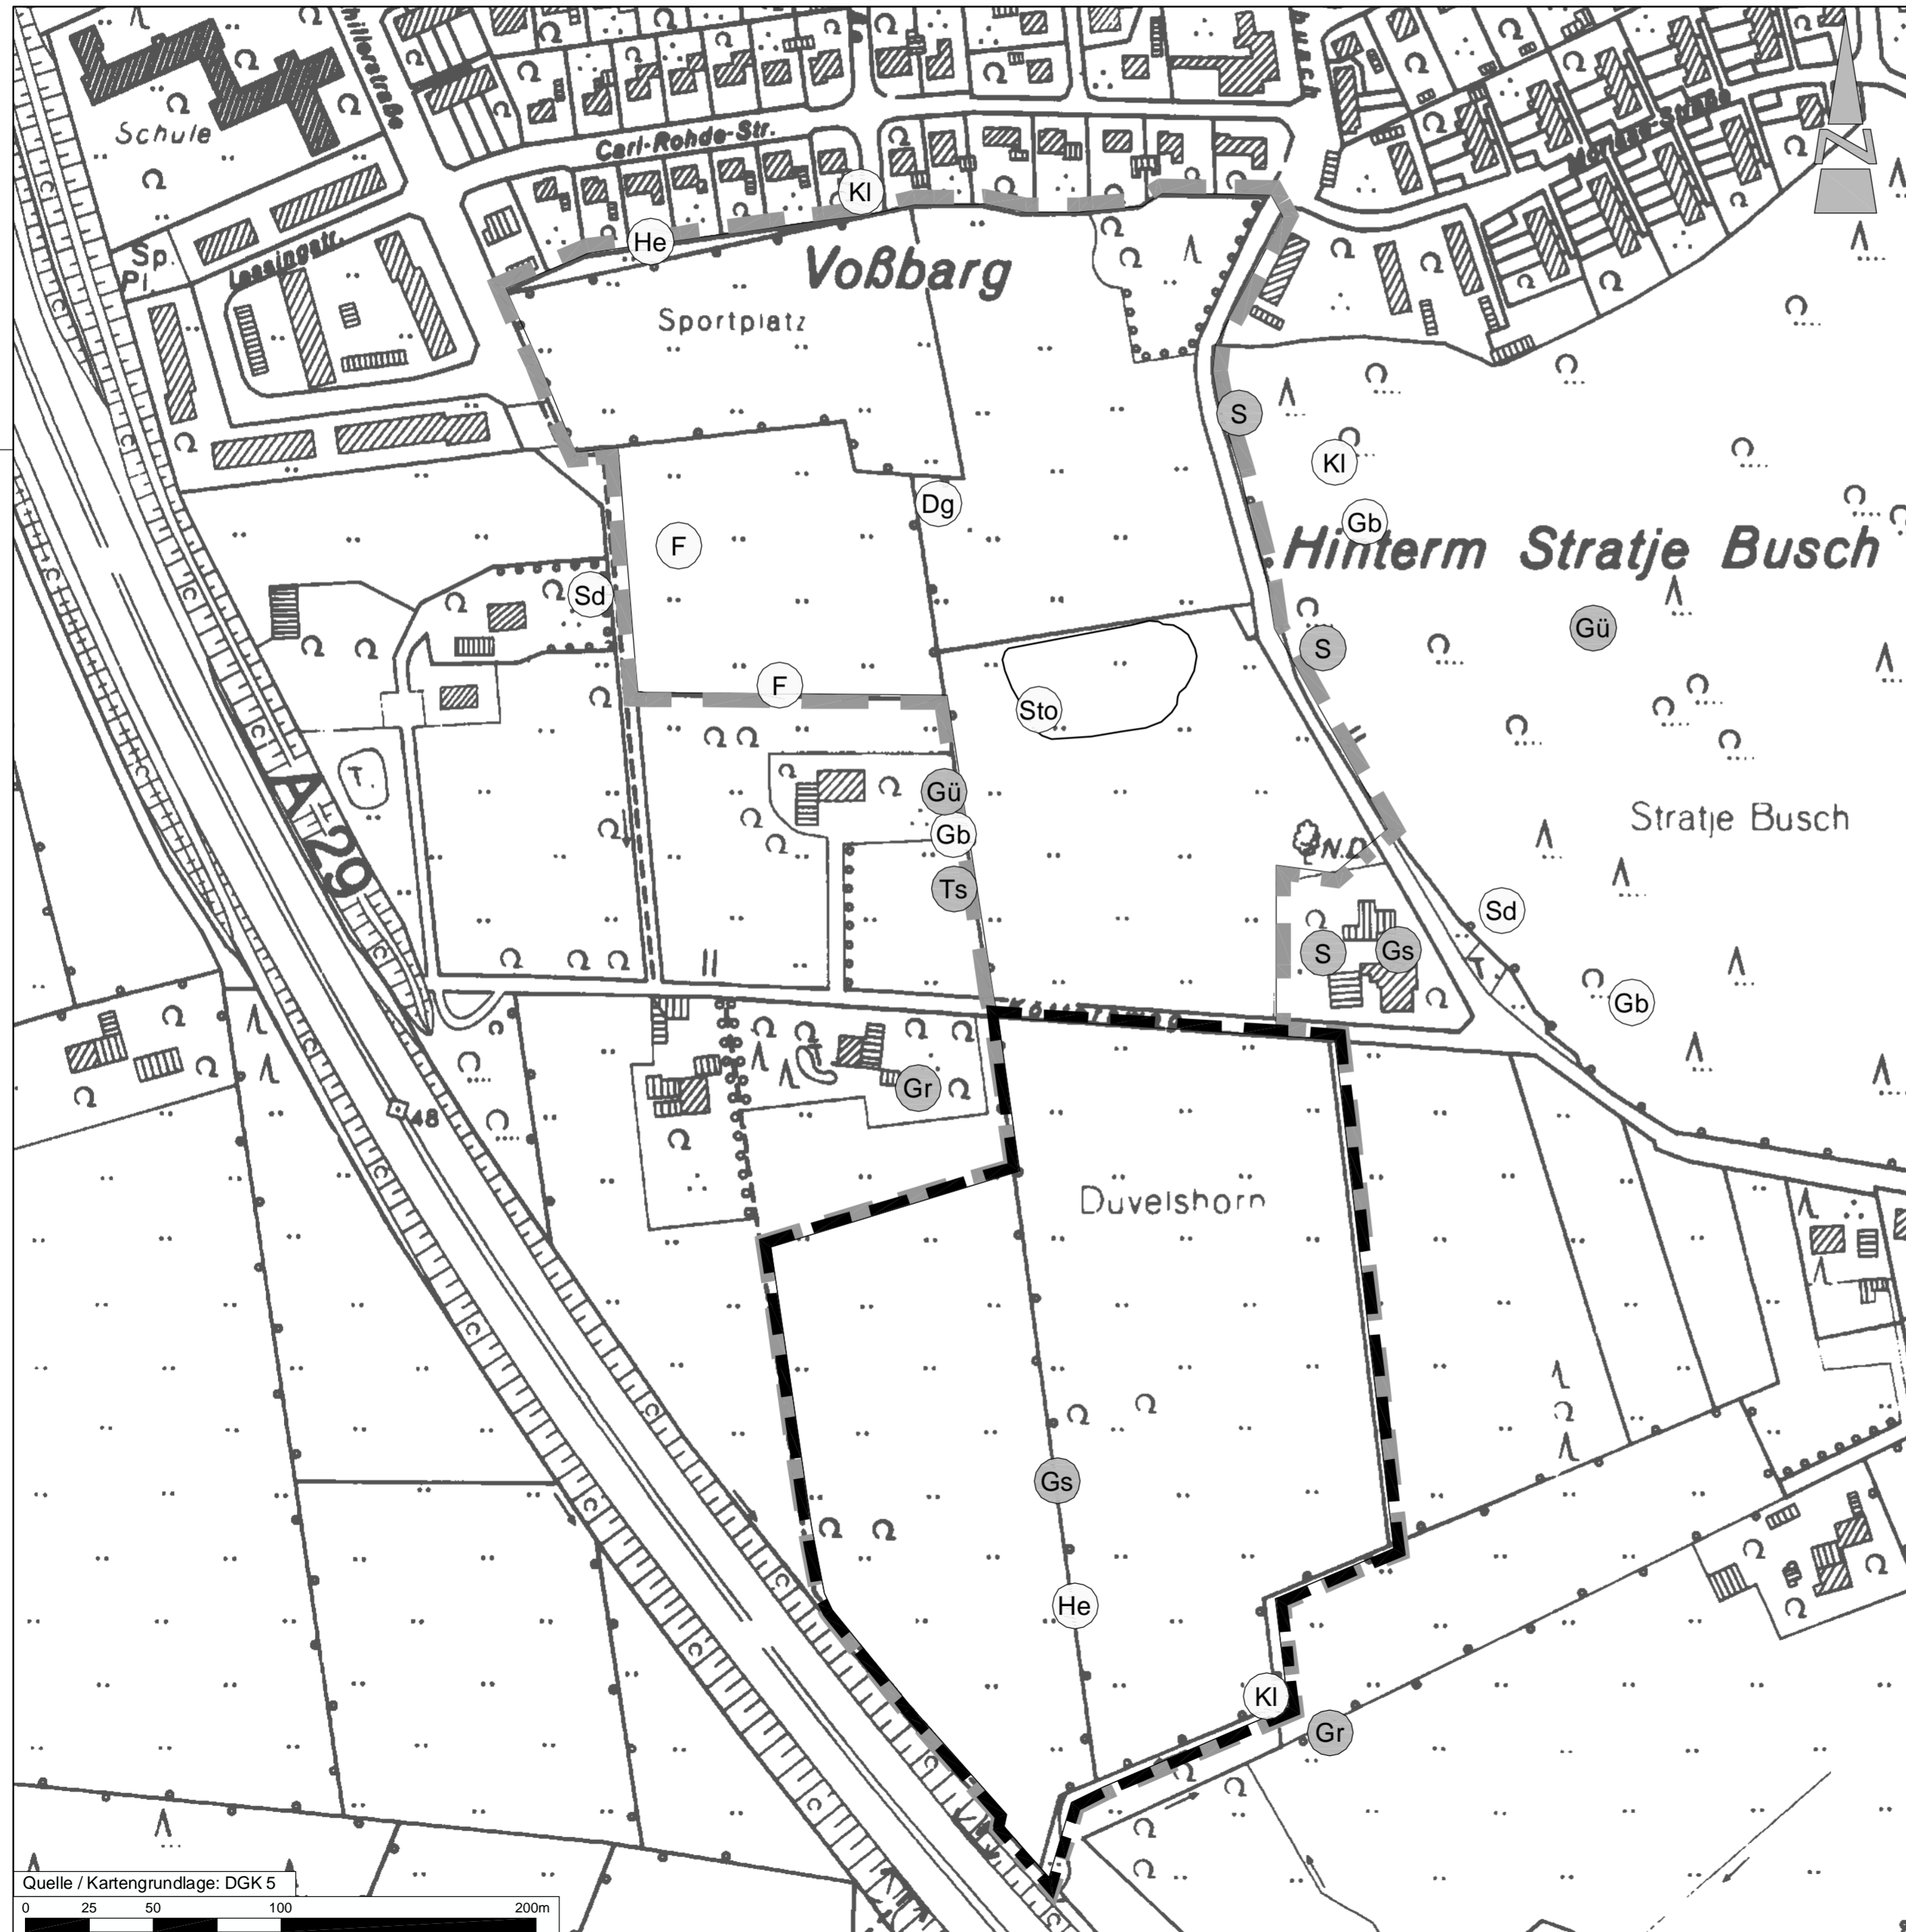 Schillerstraße
Schule
Carl-Rohde-Str.
N
Kl
He
Sp.
Pl.
Lessingstr.
Voßbarg
Sportplatz
S
Kl
Dg
Gb
F
Hinterm Stratje Busch
Sd
Gü
S
F
Sto
T.
A 29
Gü
Stratje Busch
Gb
N.D.
Ts
Sd
S
Gs
T.
Gb
Gr
48
Duvelshorn
Gs
He
Kl
Gr
Quelle / Kartengrundlage: DGK 5
0 25 50 100 200m